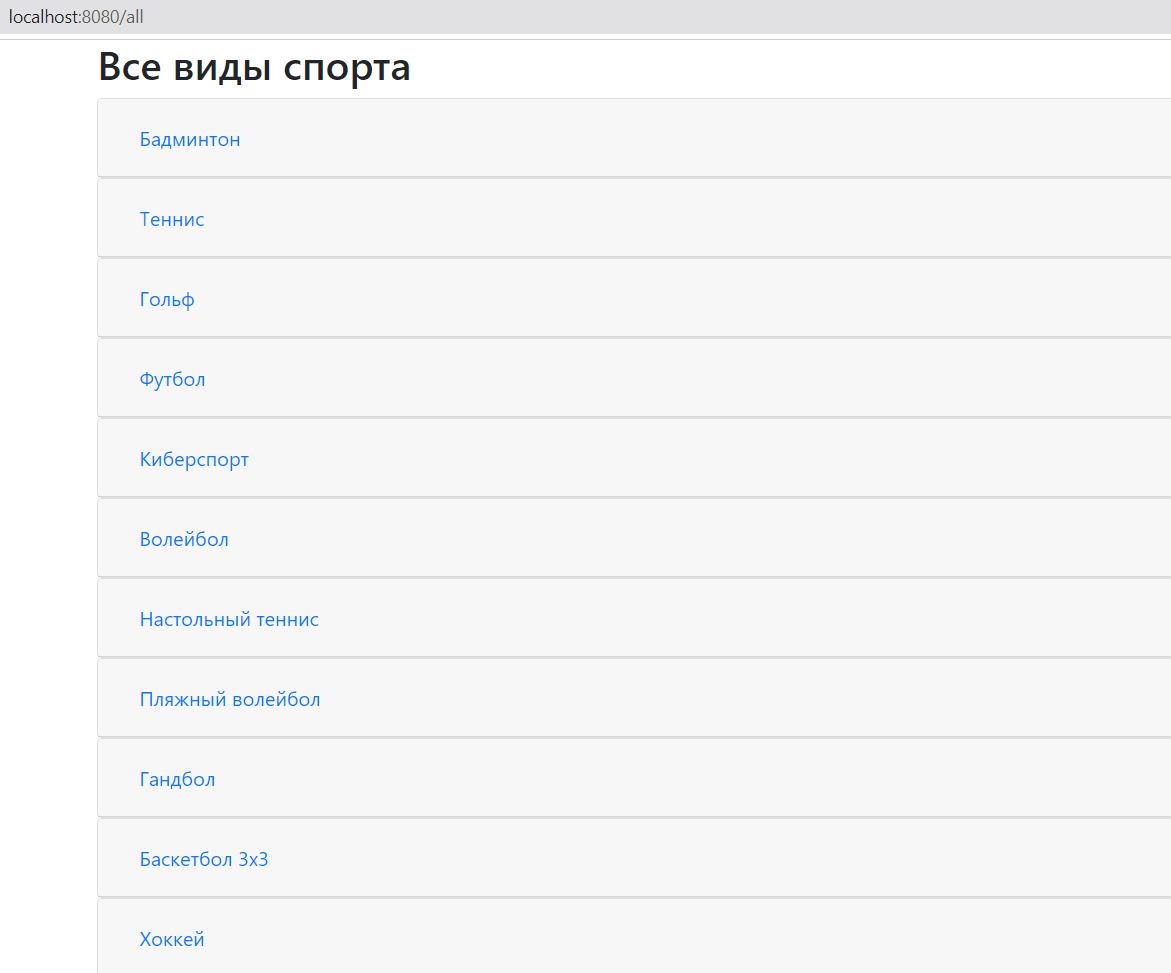 localhost:8080/all
Все виды спорта
Бадминтон
Теннис
Гольф
Футбол
Киберспорт
Волейбол
Настольный теннис
Пляжный волейбол
Гандбол
Баскетбол 3x3
Хоккей